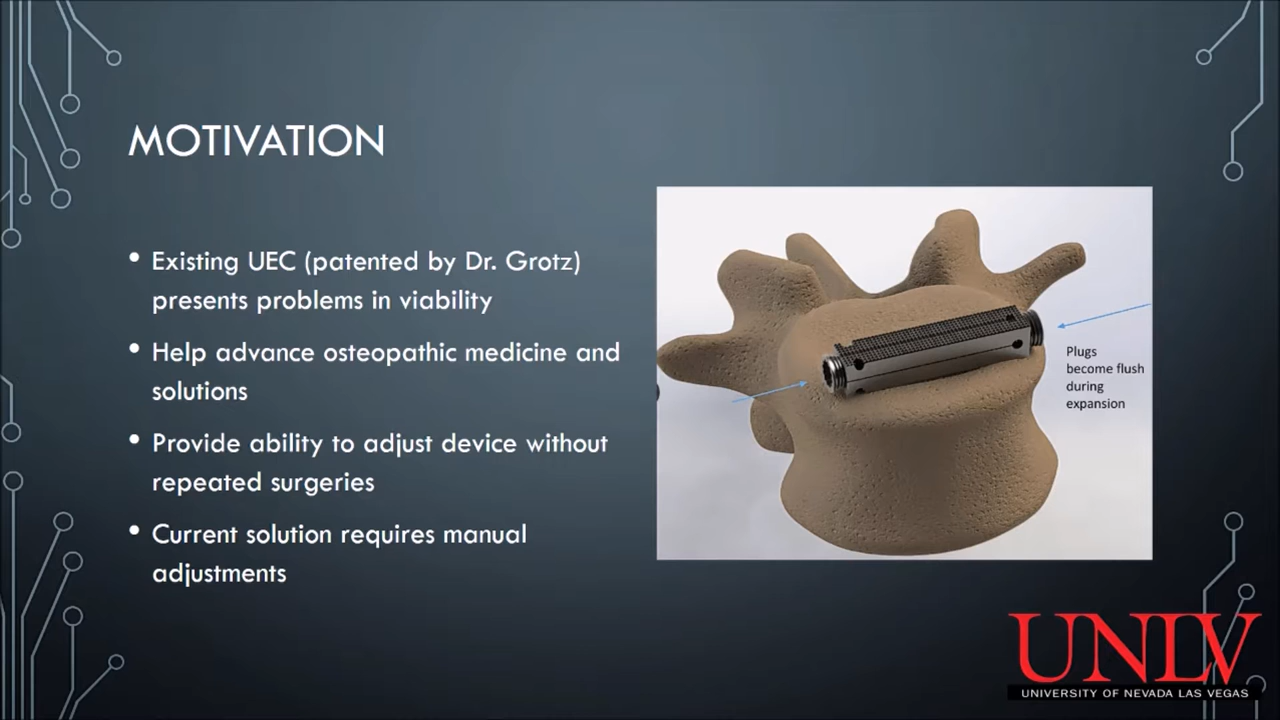 MOTIVATION
• Existing UEC (patented by Dr. Grotz)
presents problems in viability
• Help advance osteopathic medicine and
solutions
• Provide ability to adjust device without
repeated surgeries
• Current solution requires manual
adjustments
Plugs
become flush
during
expansion
UNLV
UNIVERSITY OF NEVADA LAS VEGAS